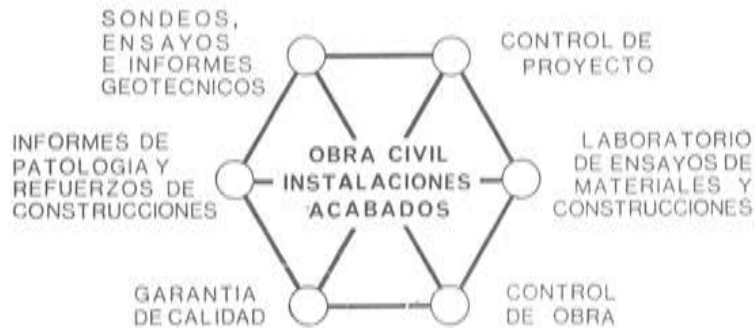 SONDEOS,
ENSAYOS
E INFORMES
GEOTECNICOS
CONTROL DE
PROYECTO
INFORMES DE
PATOLOGIA Y
REFUERZOS DE
CONSTRUCCIONES
OBRA CIVIL
INSTALACIONES
ACABADOS
LABORATORIO
DE ENSAYOS DE
MATERIALES Y
CONSTRUCCIONES
GARANTIA
DE CALIDAD
CONTROL
DE OBRA